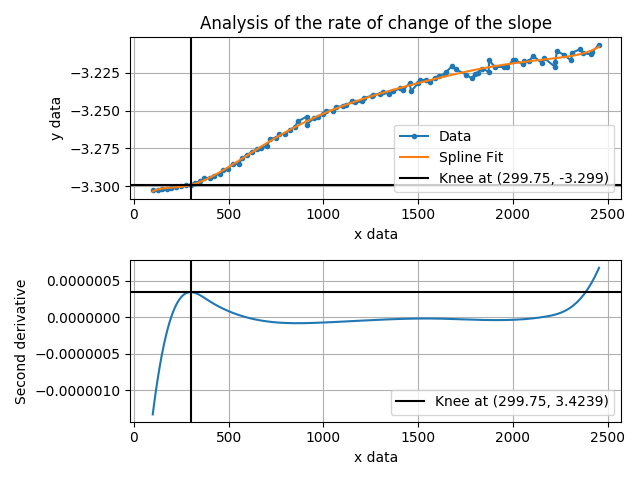 Analysis of the rate of change of the slope
−3.225
−3.250
−3.275
−3.300
y data
Data
Spline Fit
Knee at (299.75, -3.299)
0 500 1000 1500 2000 2500
x data
0.0000005
0.0000000
−0.0000005
−0.0000010
Second derivative
Knee at (299.75, 3.4239)
0 500 1000 1500 2000 2500
x data